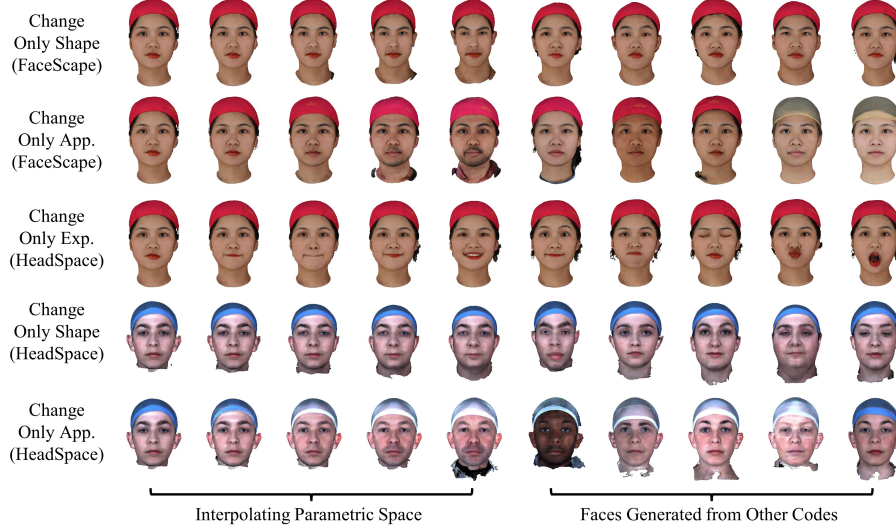 Change
Only Shape
(FaceScape)
Change
Only App.
(FaceScape)
Change
Only Exp.
(HeadSpace)
Change
Only Shape
(HeadSpace)
Change
Only App.
(HeadSpace)
Interpolating Parametric Space
Faces Generated from Other Codes